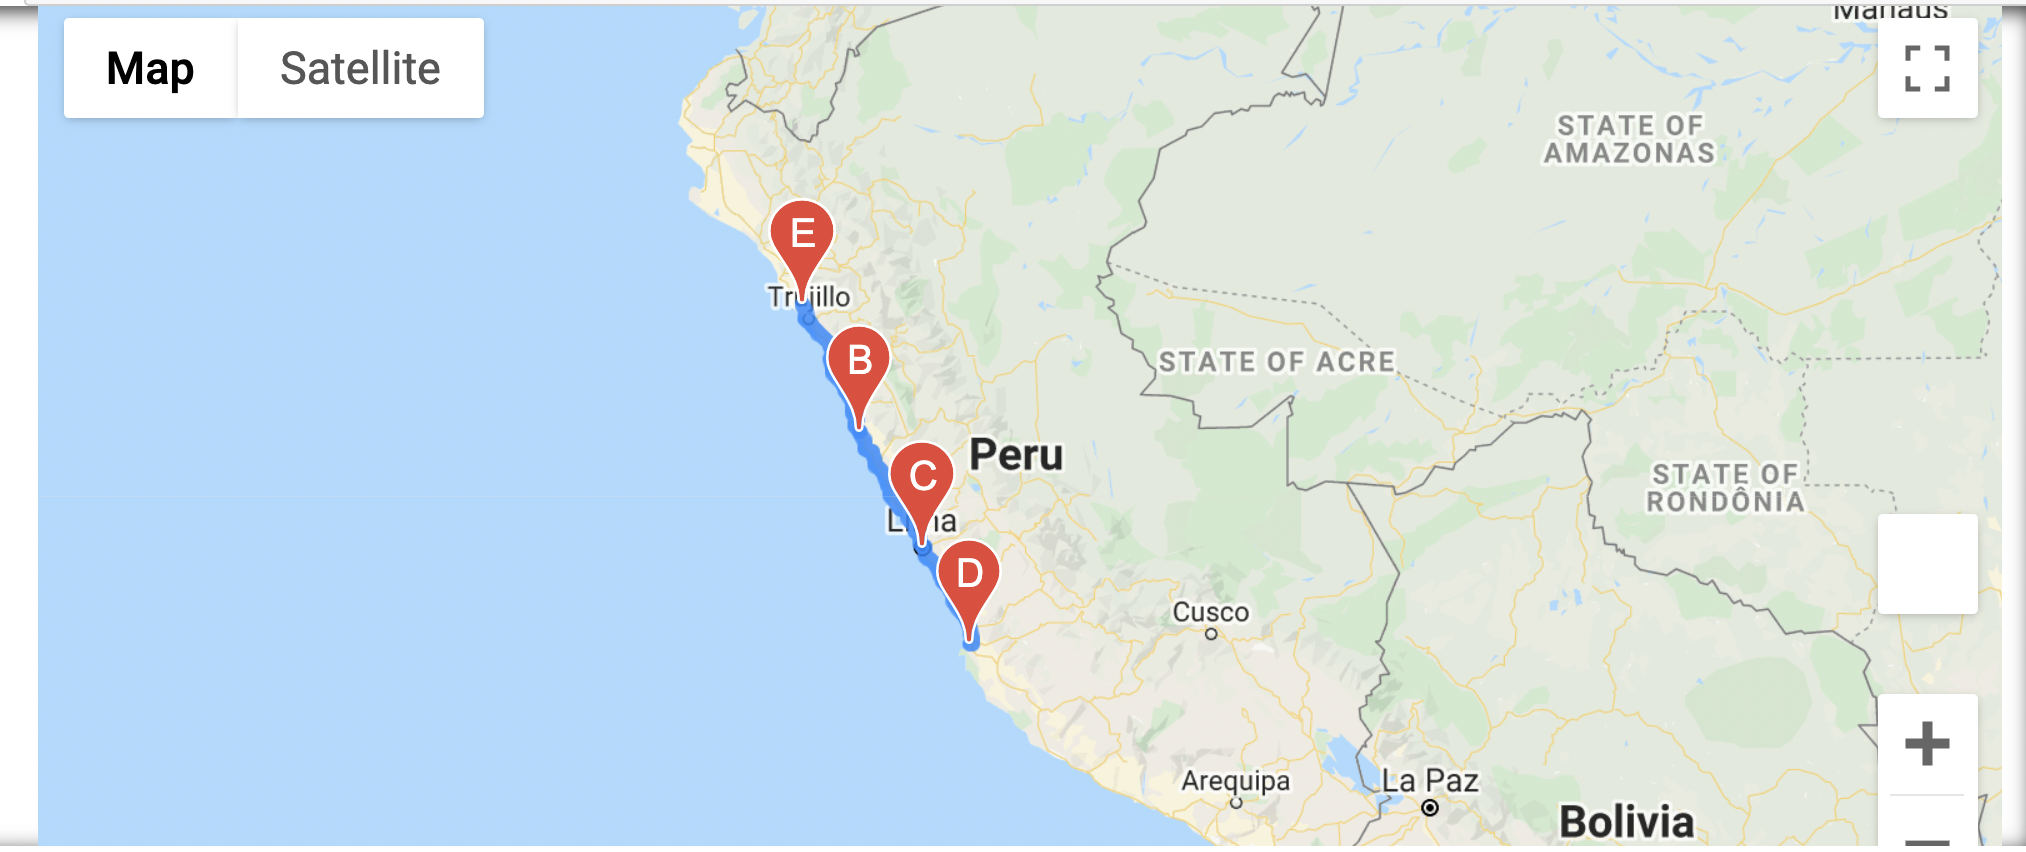 Manaus
Map
Satellite
STATE OF
AMAZONAS
E
Trujillo
B
STATE OF ACRE
C
Peru
Lima
STATE OF
RONDÔNIA
D
Cusco
Arequipa
La Paz
Bolivia